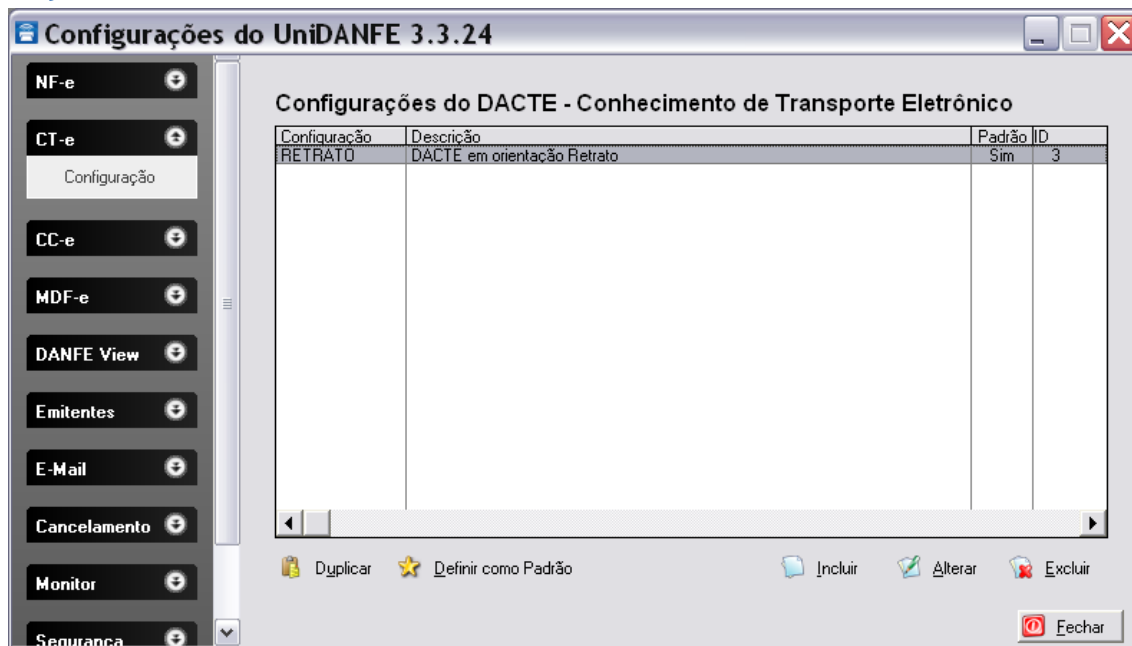 Configurações do UniDANFE 3.3.24
NF-e
CT-e
Configuração
CC-e
MDF-e
DANFE View
Emitentes
E-Mail
Cancelamento
Monitor
Segurança
Configurações do DACTE - Conhecimento de Transporte Eletrônico
Configuração Descrição Padrão ID
RETRATO DACTE em orientação Retrato Sim 3
Duplicar Definir como Padrão Incluir Alterar Excluir
Fechar